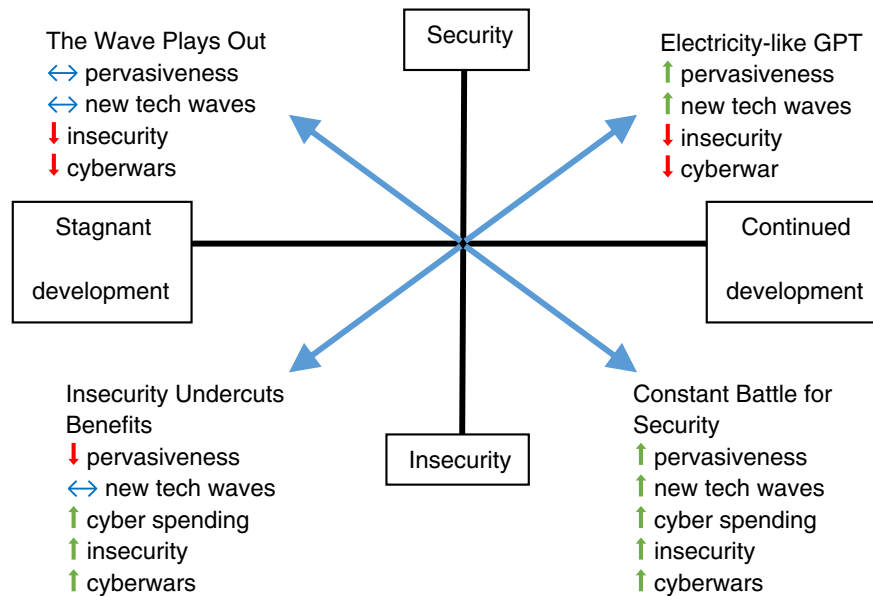 The Wave Plays Out
↔ pervasiveness
↔ new tech waves
↓ insecurity
↓ cyberwars
Security
Electricity-like GPT
↑ pervasiveness
↑ new tech waves
↓ insecurity
↓ cyberwar
Stagnant
development
Continued
development
Insecurity Undercuts
Benefits
↓ pervasiveness
↔ new tech waves
↑ cyber spending
↑ insecurity
↑ cyberwars
Insecurity
Constant Battle for
Security
↑ pervasiveness
↑ new tech waves
↑ cyber spending
↑ insecurity
↑ cyberwars